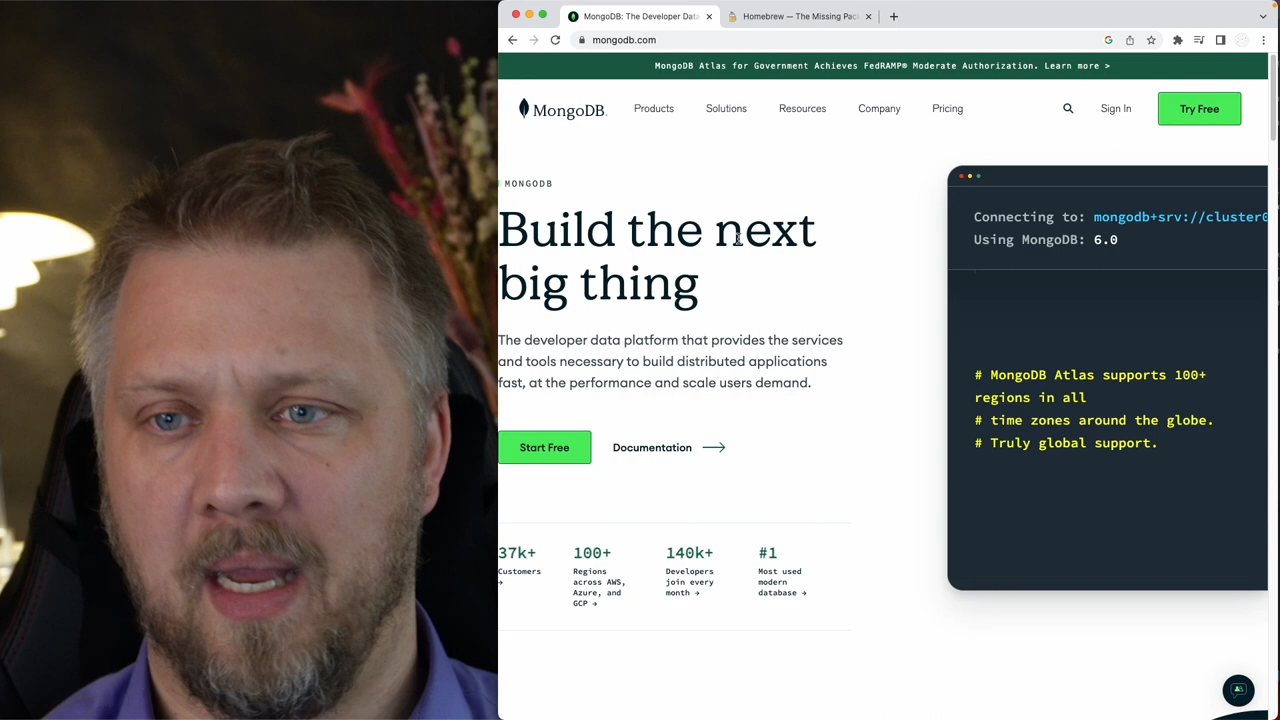 MongoDB: The Developer Data
Homebrew — The Missing Pac
mongodb.com
MongoDB Atlas for Government Achieves FedRAMP® Moderate Authorization. Learn more >
MongoDB.
Products
Solutions
Resources
Company
Pricing
Sign In
Try Free
MONGODB
Build the next
big thing
The developer data platform that provides the services
and tools necessary to build distributed applications
fast, at the performance and scale users demand.
Start Free
Documentation
37k+
Customers
→
100+
Regions
across AWS,
Azure, and
GCP →
140k+
Developers
join every
month →
#1
Most used
modern
database →
Connecting to: mongodb+srv://cluster0
Using MongoDB: 6.0
# MongoDB Atlas supports 100+
regions in all
# time zones around the globe.
# Truly global support.